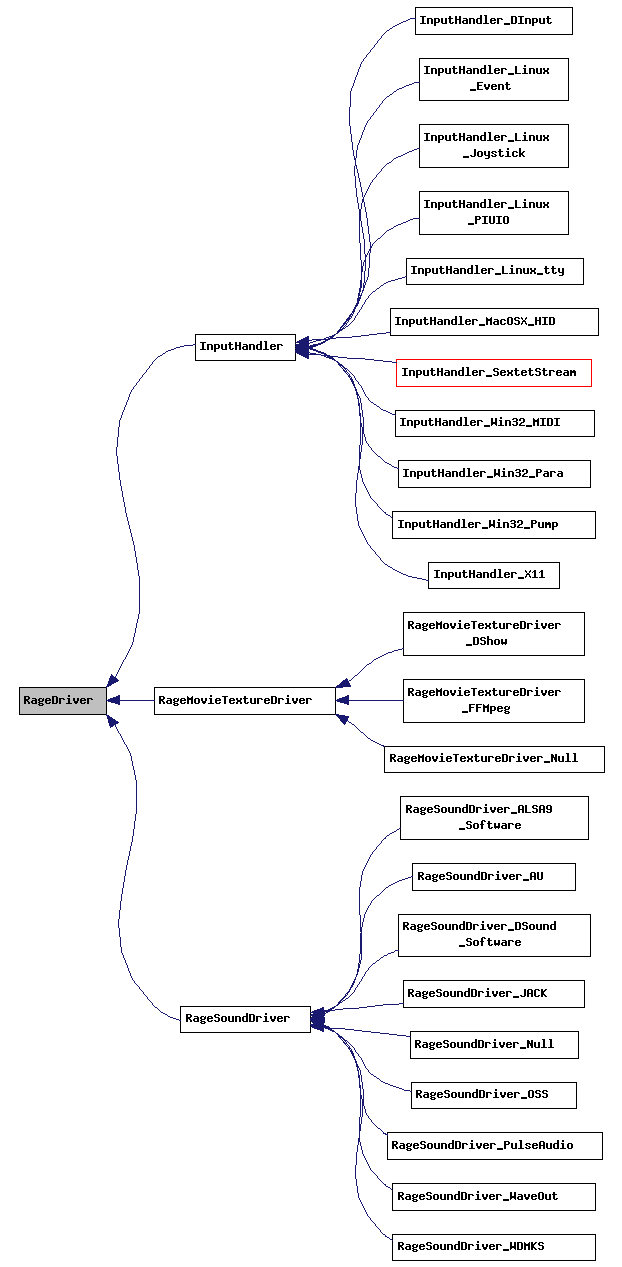 InputHandler_DInput
InputHandler_Linux
_Event
InputHandler_Linux
_Joystick
InputHandler_Linux
_PIUIO
InputHandler_Linux_tty
InputHandler_MacOSX_HID
InputHandler
InputHandler_SextetStream
InputHandler_Win32_MIDI
InputHandler_Win32_Para
InputHandler_Win32_Pump
InputHandler_X11
RageMovieTextureDriver
_DShow
RageDriver
RageMovieTextureDriver
RageMovieTextureDriver
_FFMpeg
RageMovieTextureDriver_Null
RageSoundDriver_ALSA9
_Software
RageSoundDriver_AU
RageSoundDriver_DSound
_Software
RageSoundDriver_JACK
RageSoundDriver
RageSoundDriver_Null
RageSoundDriver_OSS
RageSoundDriver_PulseAudio
RageSoundDriver_WaveOut
RageSoundDriver_WDMKS